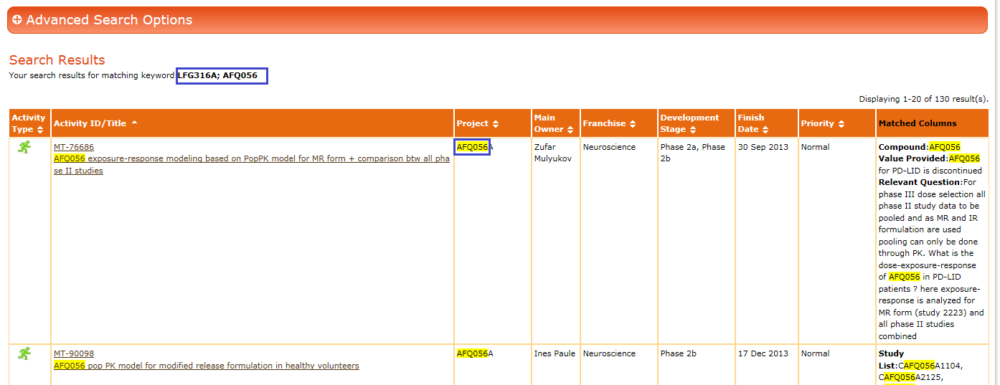 Advanced Search Options
Search Results
Your search results for matching keyword LFG316A; AFQ056
Displaying 1-20 of 130 result(s).
Activity Type
Activity ID/Title
Project
Main Owner
Franchise
Development Stage
Finish Date
Priority
Matched Columns
MT-76686
AFQ056 exposure-response modeling based on PopPK model for MR form + comparison btw all pha
se II studies
AFQ056A
Zufar
Mulyukov
Neuroscience
Phase 2a, Phase
2b
30 Sep 2013
Normal
Compound:AFQ056
Value Provided:AFQ056
for PD-LID is discontinued
Relevant Question:For
phase III dose selection all
phase II study data to be
pooled and as MR and IR
formulation are used
pooling can only be done
through PK. What is the
dose-exposure-response
of AFQ056 in PD-LID
patients ? here exposure-
response is analyzed for
MR form (study 2223) and
all phase II studies
combined
MT-90098
AFQ056 pop PK model for modified release formulation in healthy volunteers
AFQ056A
Ines Paule
Neuroscience
Phase 2b
17 Dec 2013
Normal
Study
List:CAFQ056A1104,
CAFQ056A2125,